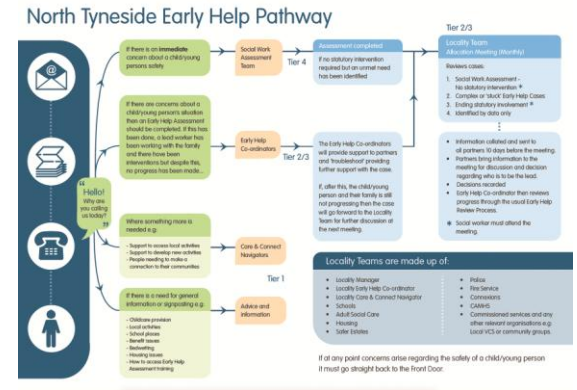 North Tyneside Early Help Pathway
Hello!
Why are
you calling
us today?
If there is an immediate
concern about a child/young
persons safety
If there are concerns about a
child/young person's situation
then an Early Help Assessment
should be completed. If this has
been done, a lead worker has
been working with the family
and there have been
interventions but despite this,
no progress has been made...
Where something more is
needed e.g.
- Support to access local activities
- Support to develop new activities
- People needing to make a
connection to their communities.
If there is a need for general
information or signposting e.g.
- Childcare provision
- Local activities
- School places
- Benefit issues
- Bedwetting
- Housing issues
- How to access Early Help
Assessment training
Social Work
Assessment
Team
Early Help
Co-ordinators
Care & Connect
Navigators
Advice and
information
Tier 4
Tier 2/3
Tier 1
Assessment completed
If no statutory intervention
required but an unmet need
has been identified
The Early Help Co-ordinators
will provide support to partners
and 'troubleshoot' providing
further support with the case.
If, after this, the child/young
person and their family is still
not progressing then the case
will go forward to the Locality
Team for further discussion at
the next meeting.
Tier 2/3
Locality Team
Allocation Meeting (Monthly)
Reviews cases:
1. Social Work Assessment -
No statutory intervention *
2. Complex or 'stuck' Early Help Cases
3. Ending statutory involvement *
4. Identified by data only
• Information collated and sent to
all partners 10 days before the meeting.
• Partners bring information to the
meeting for discussion and decision
regarding who is to be the lead.
• Decisions recorded
• Early Help Co-ordinator then reviews
progress through the usual Early Help
Review Process.
* Social worker must attend the
meeting.
Locality Teams are made up of:
• Locality Manager
• Locality Early Help Co-ordinator
• Locality Care & Connect Navigator
• Schools
• Adult Social Care
• Housing
• Safer Estates
• Police
• Fire Service
• Connexions
• CAMHS
• Commissioned services and any
other relevant organisations e.g.
Local VCS or community groups.
If at any point concerns arise regarding the safety of a child/young person
it must go straight back to the Front Door.